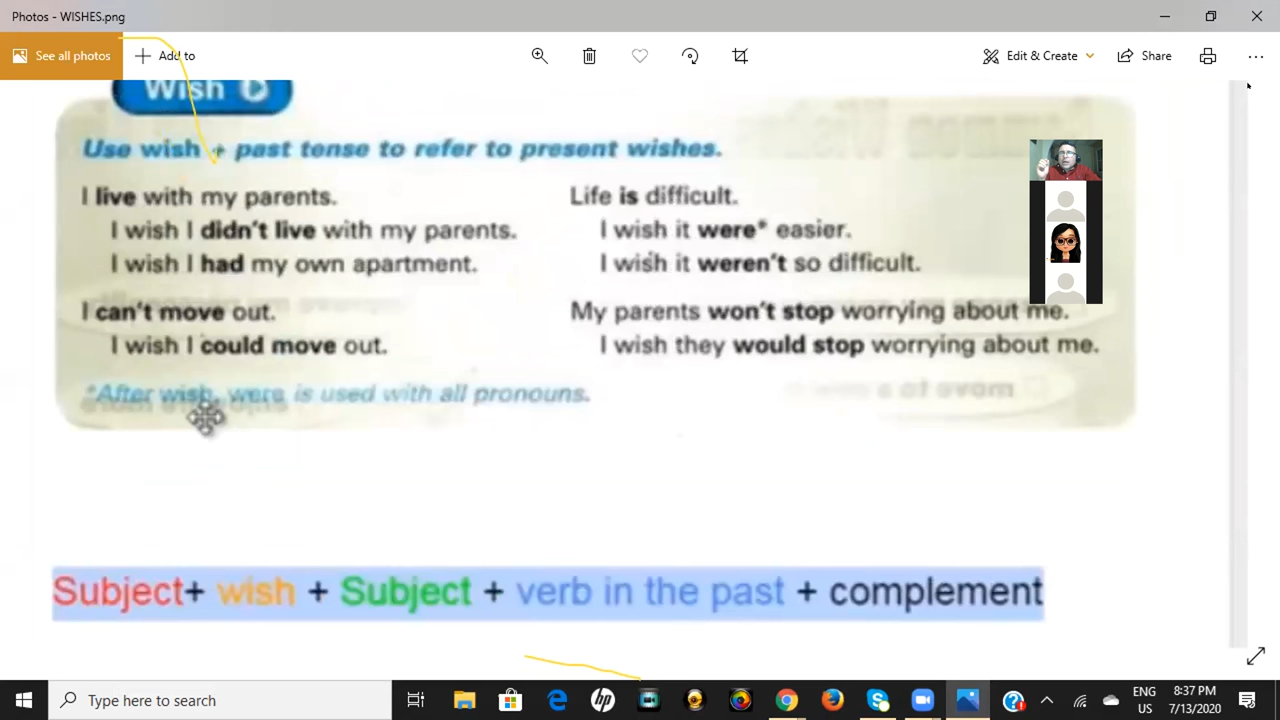 Photos - WISHES.png
See all photos
Add to
Edit & Create
Share
Wish
Use wish + past tense to refer to present wishes.
I live with my parents.
I wish I didn't live with my parents.
I wish I had my own apartment.
I can't move out.
I wish I could move out.
Life is difficult.
I wish it were* easier.
I wish it weren't so difficult.
My parents won't stop worrying about me.
I wish they would stop worrying about me.
*After wish, were is used with all pronouns.
Subject+ wish + Subject + verb in the past + complement
Type here to search
ENG
US
8:37 PM
7/13/2020